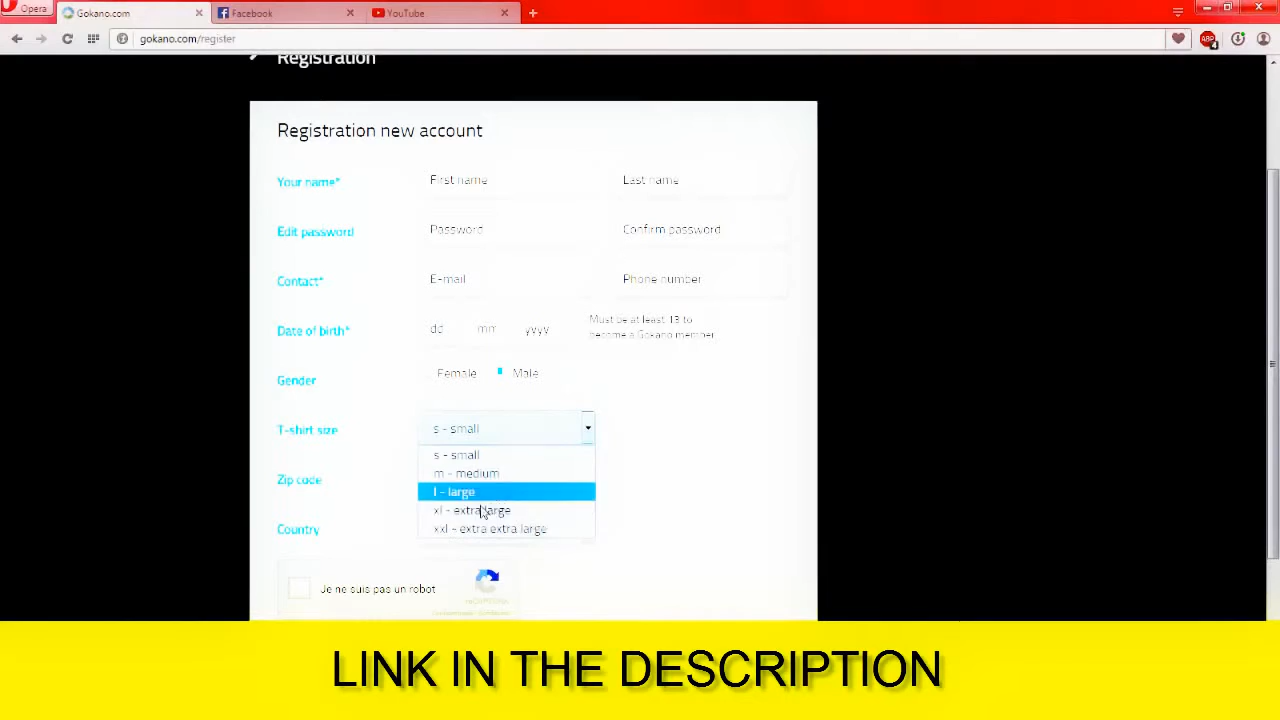 Opera
Gokano.com
Facebook
YouTube
gokano.com/register
ABP
4
Registration
Registration new account
Your name*
First name
Last name
Edit password
Password
Confirm password
Contact*
E-mail
Phone number
Date of birth*
dd
mm
yyyy
Must be at least 13 to
become a Gokano member
Gender
Female
Male
T-shirt size
s - small
s - small
m - medium
l - large
xl - extra large
xxl - extra extra large
Zip code
Country
Je ne suis pas un robot
reCAPTCHA
LINK IN THE DESCRIPTION